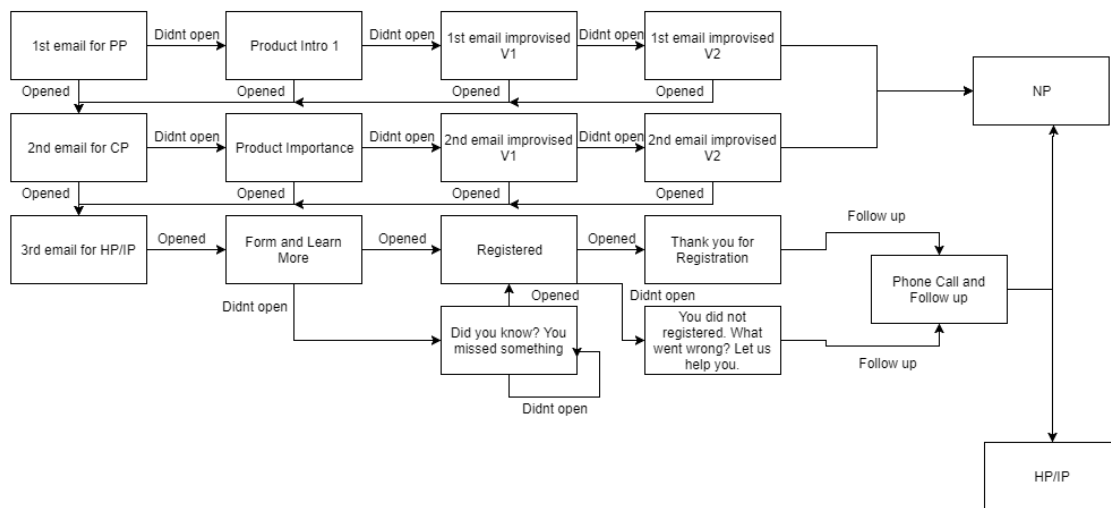 1st email for PP
Didnt open
Product Intro 1
Didnt open
1st email improvised
V1
Didnt open
1st email improvised
V2
Opened
Opened
Opened
Opened
NP
2nd email for CP
Didnt open
Product Importance
Didnt open
2nd email improvised
V1
Didnt open
2nd email improvised
V2
Opened
Opened
Opened
Opened
3rd email for HP/IP
Opened
Form and Learn
More
Opened
Registered
Opened
Thank you for
Registration
Follow up
Phone Call and
Follow up
Didnt open
Opened
Didnt open
Did you know? You
missed something
Didnt open
You did not
registered. What
went wrong? Let us
help you.
Follow up
HP/IP